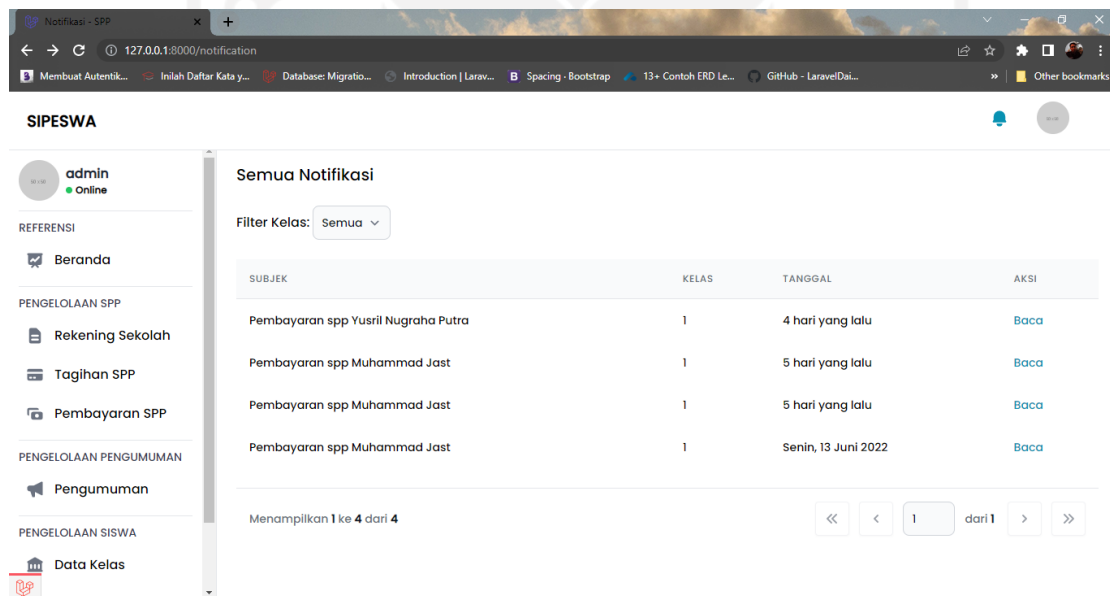 Notifikasi - SPP
127.0.0.1:8000/notification
Membuat Autentik... Inilah Daftar Kata y... Database: Migratio... Introduction | Larav... Spacing · Bootstrap 13+ Contoh ERD Le... GitHub - LaravelDai... » Other bookmarks
SIPESWA
admin
Online
REFERENSI
Beranda
PENGELOLAAN SPP
Rekening Sekolah
Tagihan SPP
Pembayaran SPP
PENGELOLAAN PENGUMUMAN
Pengumuman
PENGELOLAAN SISWA
Data Kelas
Semua Notifikasi
Filter Kelas: Semua
SUBJEK KELAS TANGGAL AKSI
Pembayaran spp Yusril Nugraha Putra 1 4 hari yang lalu Baca
Pembayaran spp Muhammad Jast 1 5 hari yang lalu Baca
Pembayaran spp Muhammad Jast 1 5 hari yang lalu Baca
Pembayaran spp Muhammad Jast 1 Senin, 13 Juni 2022 Baca
Menampilkan 1 ke 4 dari 4
1 dari 1